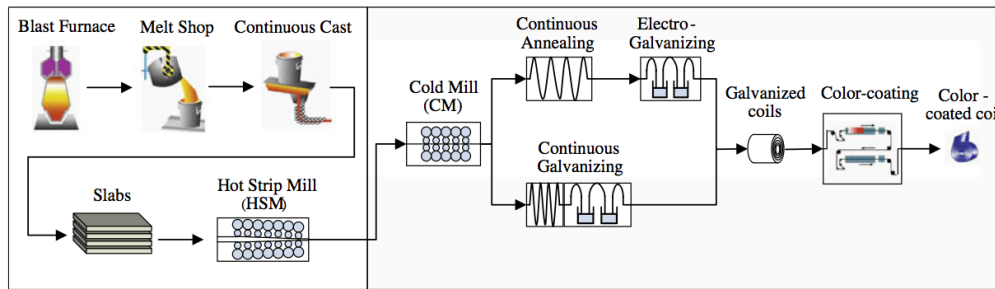 Blast Furnace
Melt Shop
Continuous Cast
Slabs
Hot Strip Mill
(HSM)
Cold Mill
(CM)
Continuous
Annealing
Electro-
Galvanizing
Continuous
Galvanizing
Galvanized
coils
Color-coating
Color -
coated coi